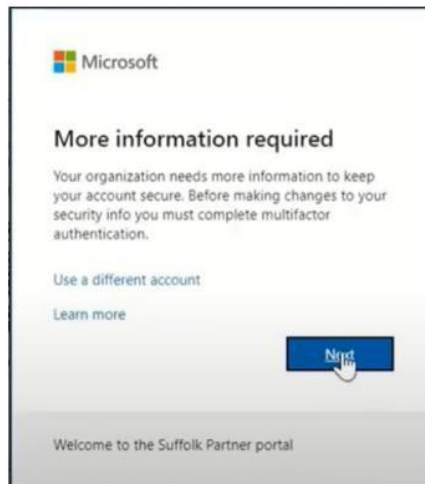 Microsoft
More information required
Your organization needs more information to keep
your account secure. Before making changes to your
security info you must complete multifactor
authentication.
Use a different account
Learn more
Next
Welcome to the Suffolk Partner portal